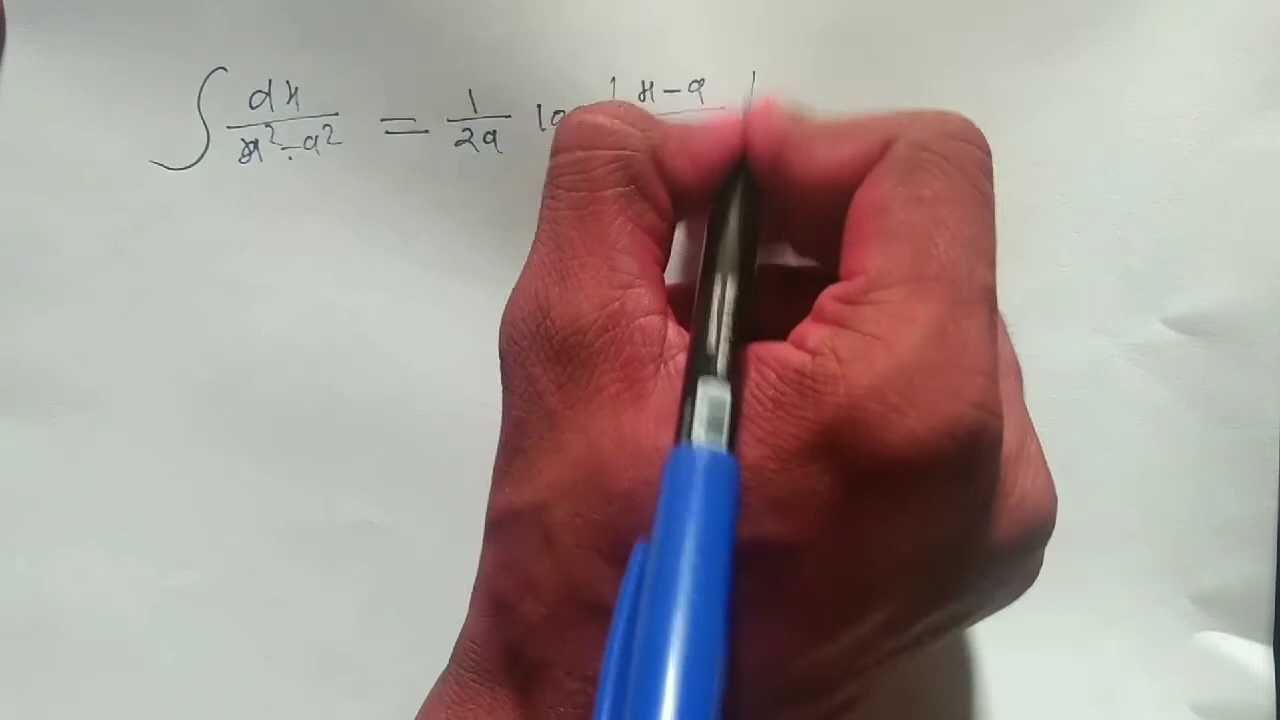 ∫ dx/(x² - a²) = 1/2a lo | x - a |